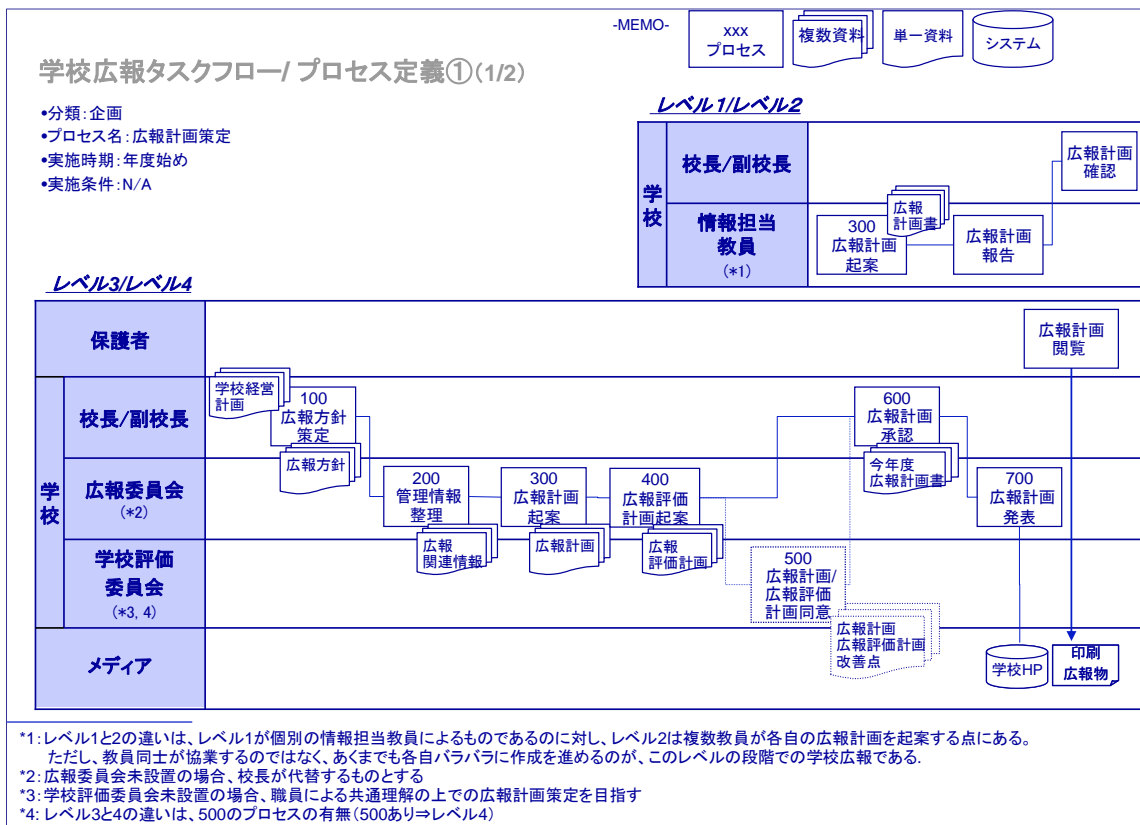 -MEMO-
xxx
プロセス
複数資料
単一資料
システム
学校広報タスクフロー/ プロセス定義①(1/2)
•分類：企画
•プロセス名：広報計画策定
•実施時期：年度始め
•実施条件：N/A
レベル1/レベル2
学校
校長/副校長
広報計画
確認
情報担当
教員
(*1)
300
広報計画
起案
広報
計画書
広報計画
報告
レベル3/レベル4
保護者
広報計画
閲覧
学校
校長/副校長
学校経営
計画
100
広報方針
策定
600
広報計画
承認
広報委員会
(*2)
広報方針
200
管理情報
整理
300
広報計画
起案
400
広報評価
計画起案
今年度
広報計画書
700
広報計画
発表
学校評価
委員会
(*3, 4)
広報
関連情報
広報計画
広報
評価計画
500
広報計画/
広報評価
計画同意
広報計画
広報評価計画
改善点
メディア
学校HP
印刷
広報物
*1：レベル1と2の違いは、レベル1が個別の情報担当教員によるものであるのに対し、レベル2は複数教員が各自の広報計画を起案する点にある。
ただし、教員同士が協業するのではなく、あくまでも各自バラバラに作成を進めるのが、このレベルの段階での学校広報である.
*2：広報委員会未設置の場合、校長が代替するものとする
*3：学校評価委員会未設置の場合、職員による共通理解の上での広報計画策定を目指す
*4：レベル3と4の違いは、500のプロセスの有無(500あり⇒レベル4)